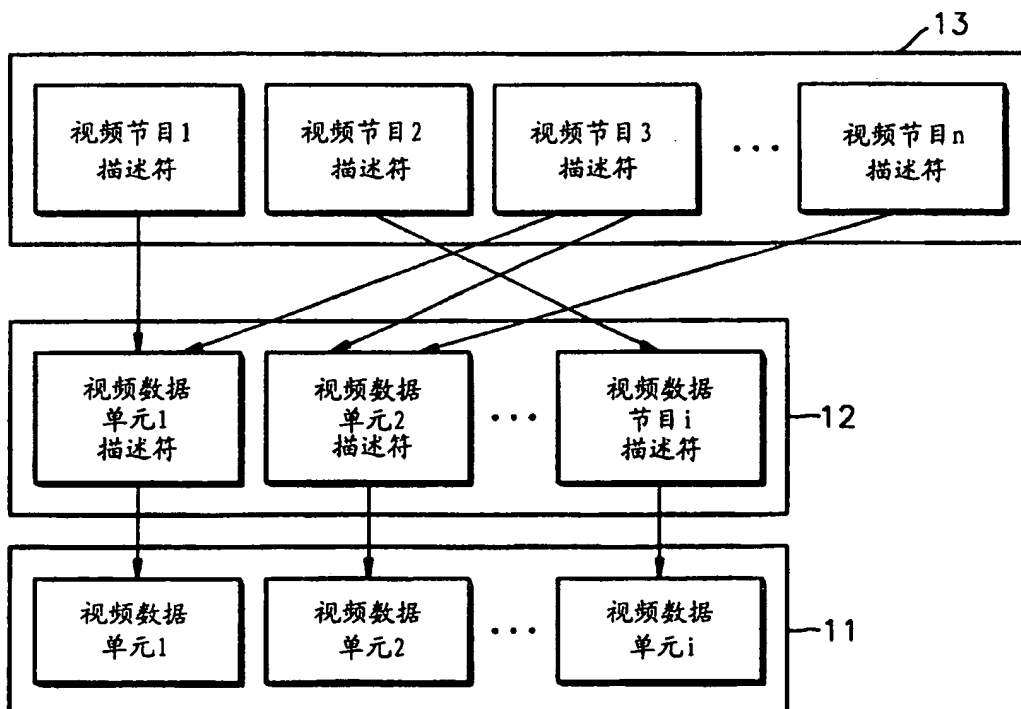 13
视频节目1
描述符
视频节目2
描述符
视频节目3
描述符
...
视频节目n
描述符
视频数据
单元1
描述符
视频数据
单元2
描述符
...
视频数据
节目i
描述符
12
视频数据
单元1
视频数据
单元2
...
视频数据
单元i
11